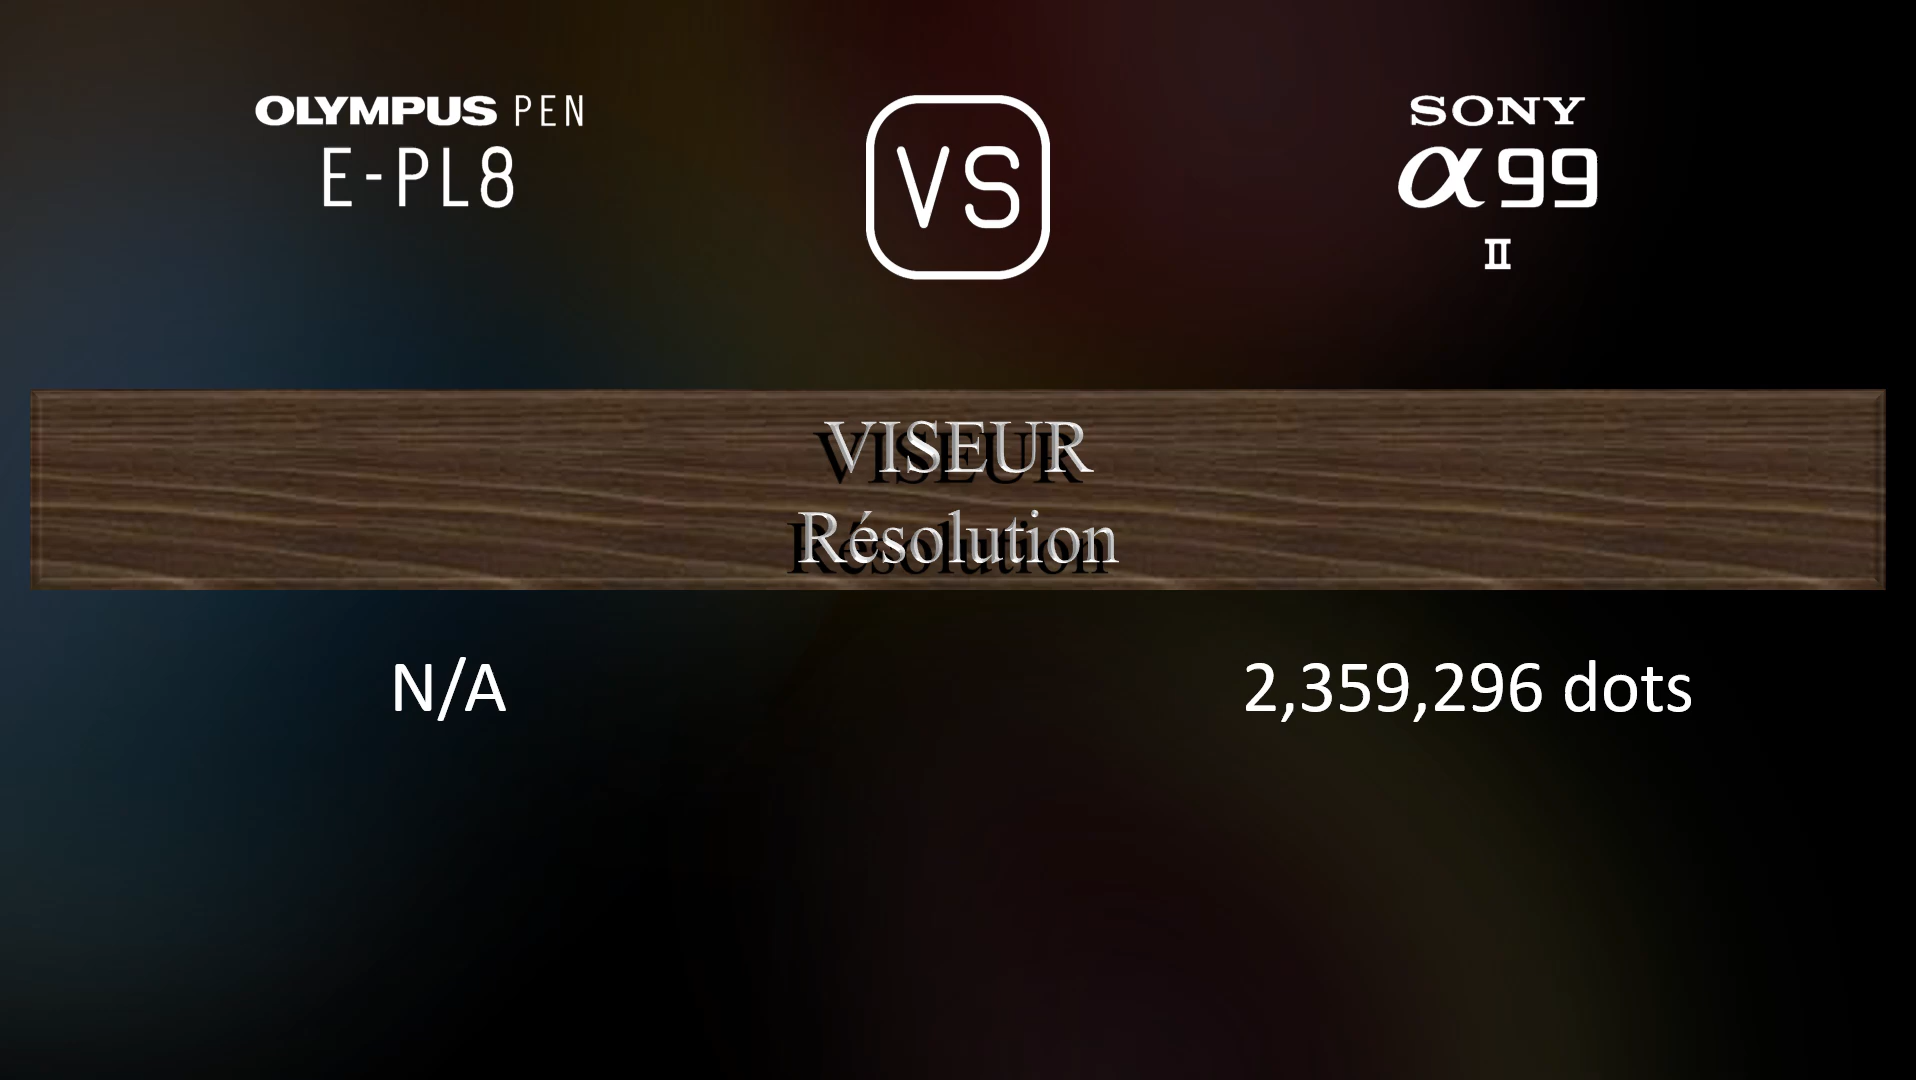 OLYMPUS PEN
E-PL8
VS
SONY
α99
II
VISEUR
Résolution
N/A
2,359,296 dots